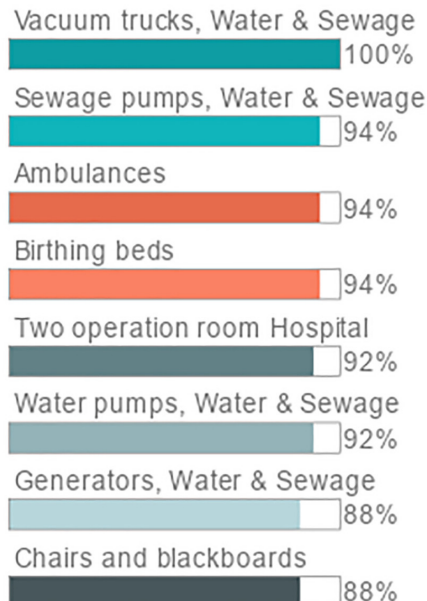 Vacuum trucks, Water & Sewage
100%
Sewage pumps, Water & Sewage
94%
Ambulances
94%
Birthing beds
94%
Two operation room Hospital
92%
Water pumps, Water & Sewage
92%
Generators, Water & Sewage
88%
Chairs and blackboards
88%